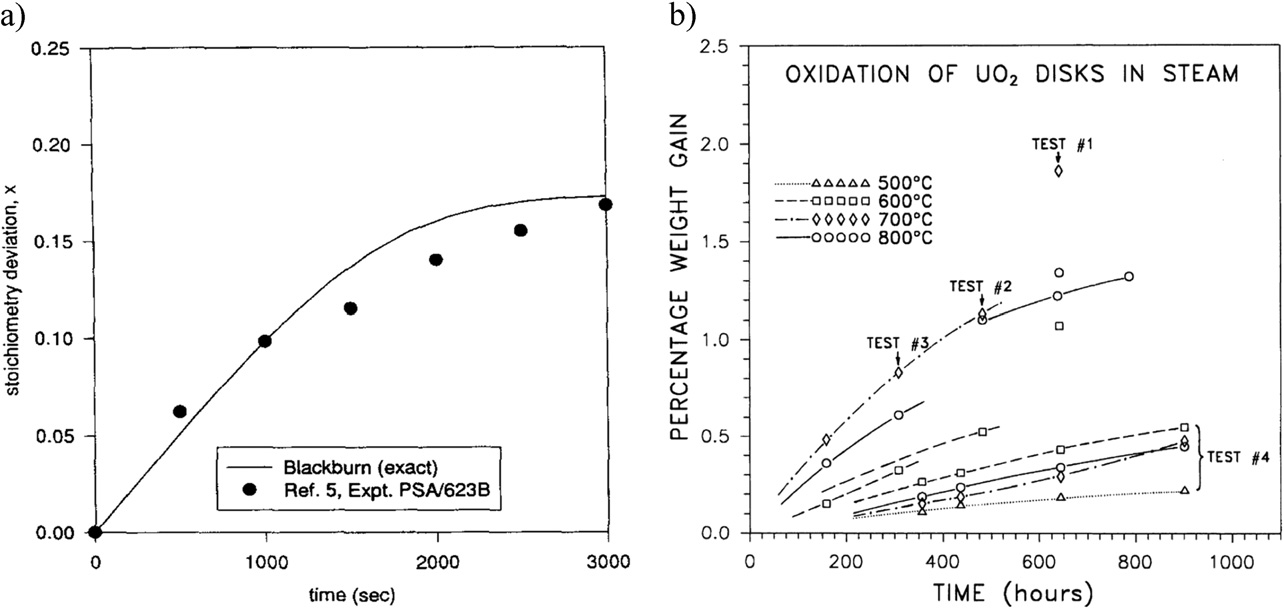 a)
0.25
0.20
0.15
0.10
0.05
0.00
stoichiometry deviation, x
Blackburn (exact)
Ref. 5, Expt. PSA/623B
0 1000 2000 3000
time (sec)
b)
2.5
2.0
1.5
1.0
0.5
0.0
PERCENTAGE WEIGHT GAIN
OXIDATION OF UO₂ DISKS IN STEAM
TEST #1
500°C
600°C
700°C
800°C
TEST #2
TEST #3
TEST #4
0 200 400 600 800 1000
TIME (hours)